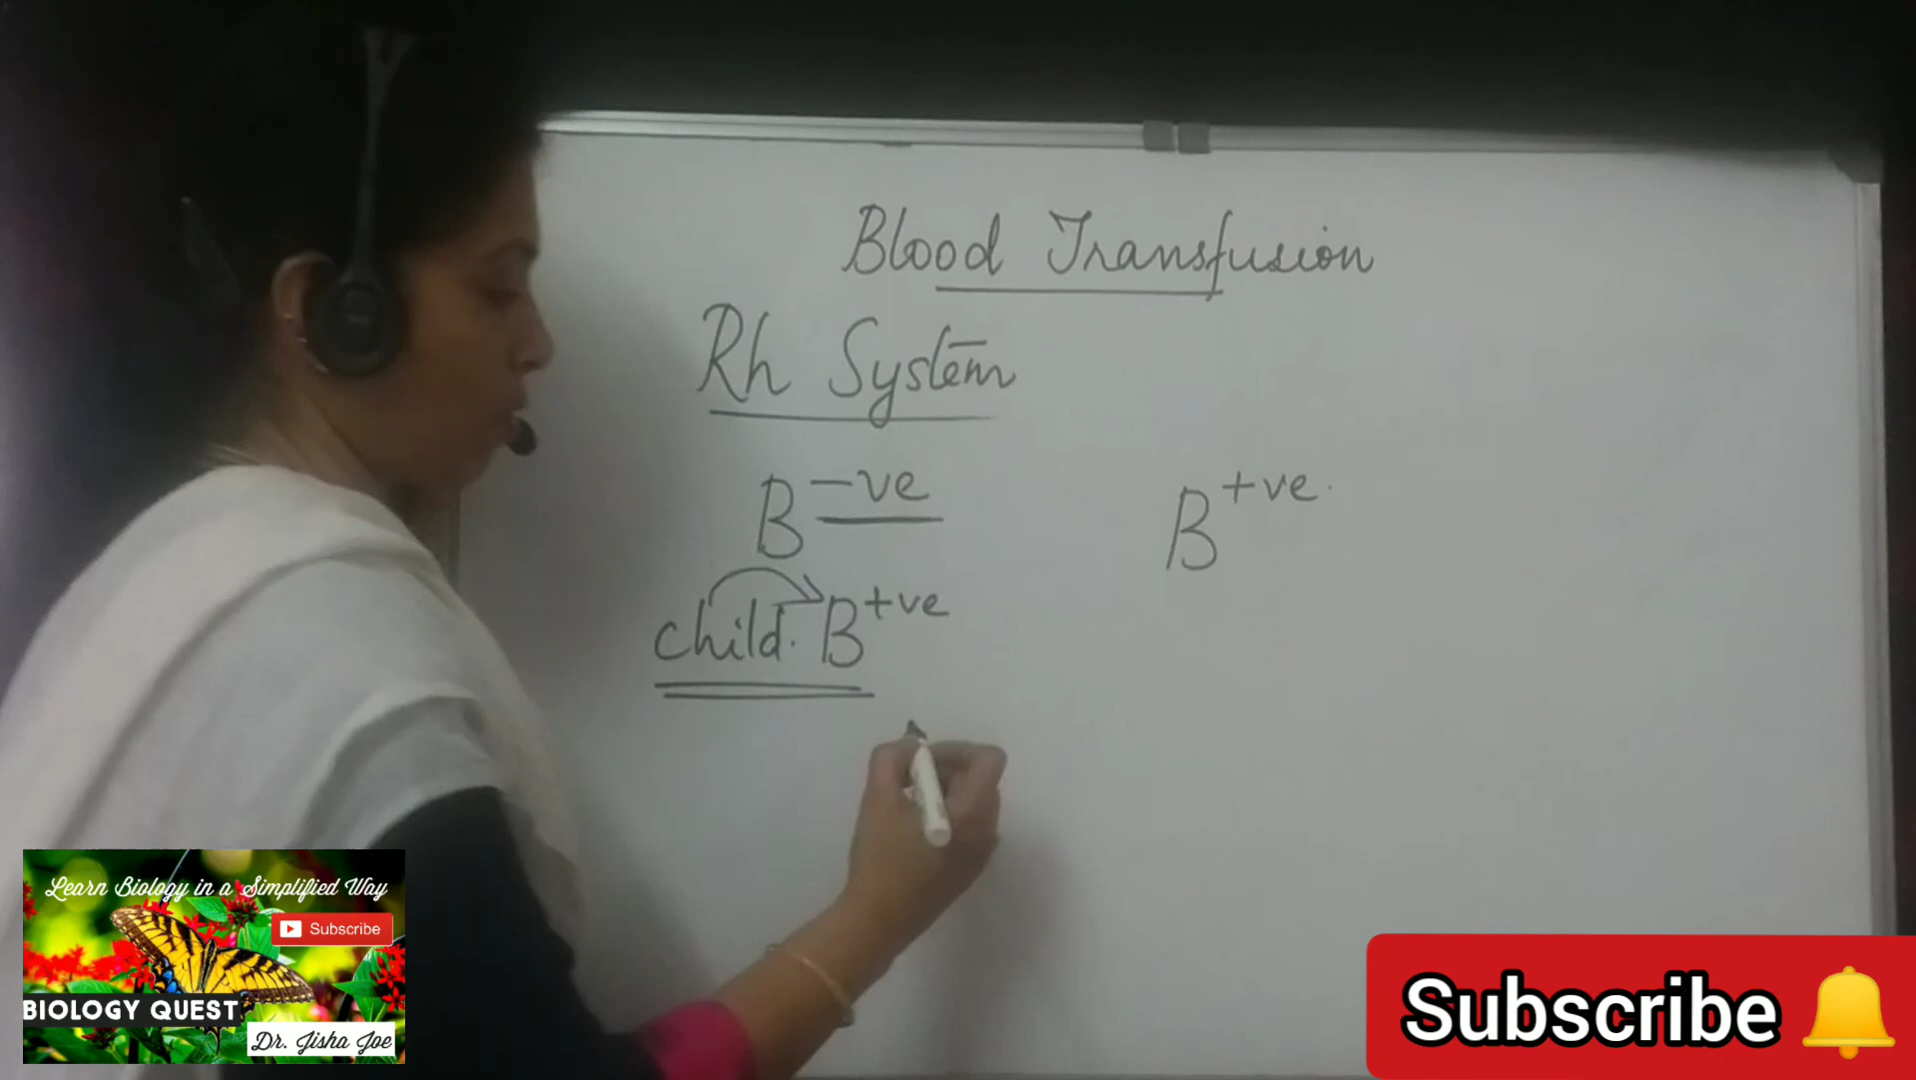 Blood Transfusion
Rh System
B -ve
B +ve.
child. B +ve
Learn Biology in a Simplified Way
Subscribe
BIOLOGY QUEST
Dr. Jisha Joe
Subscribe